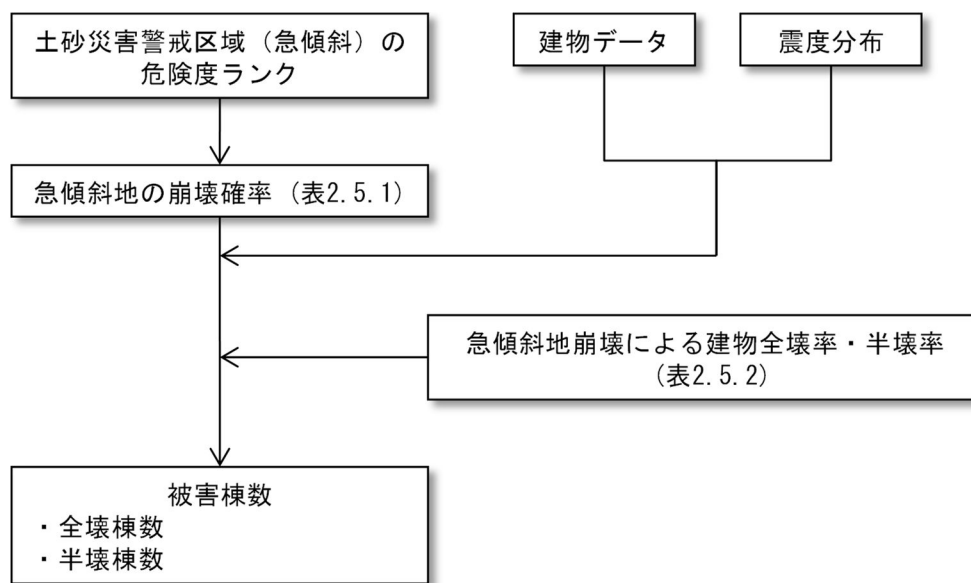 土砂災害警戒区域（急傾斜）の
危険度ランク
建物データ
震度分布
急傾斜地の崩壊確率（表2.5.1）
急傾斜地崩壊による建物全壊率・半壊率
（表2.5.2）
被害棟数
・全壊棟数
・半壊棟数